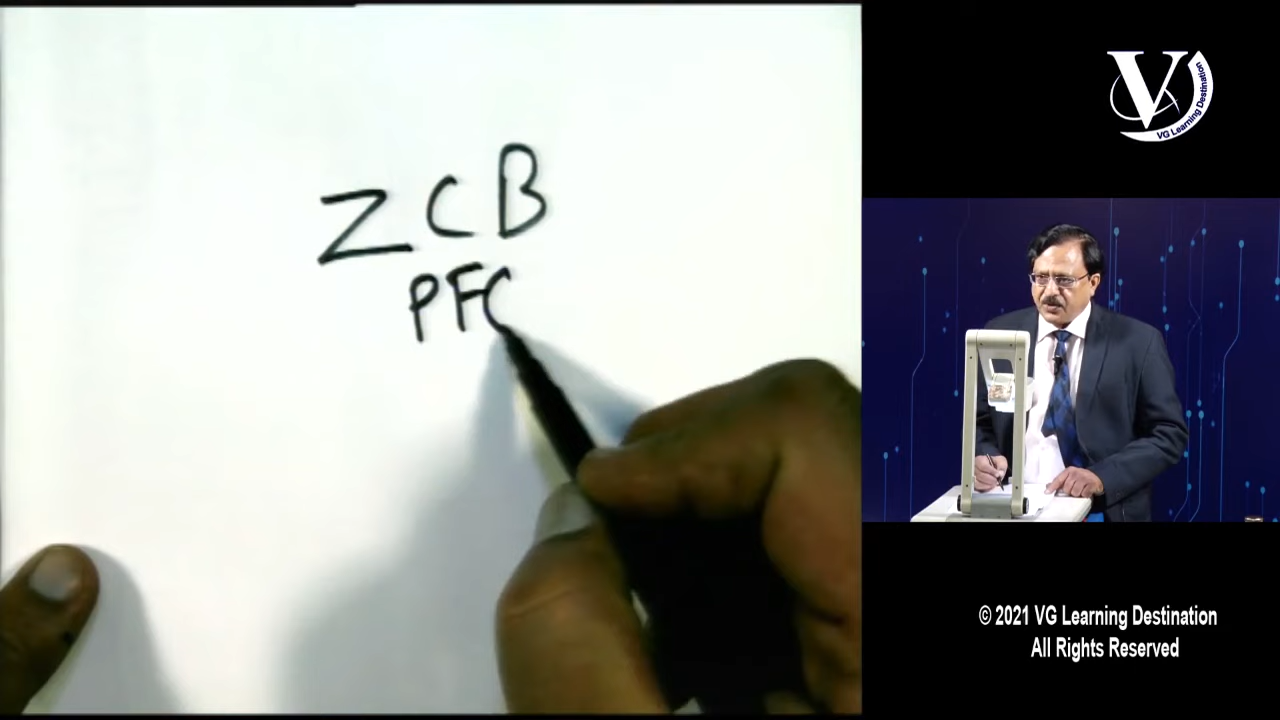 ZCB
PFC
V
VG Learning Destination
© 2021 VG Learning Destination
All Rights Reserved